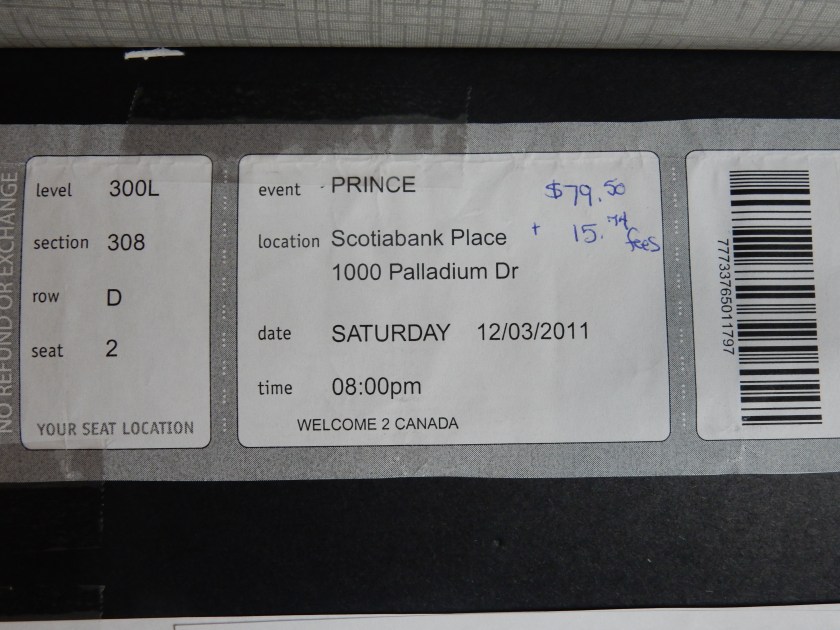 NO REFUND OR EXCHANGE
level 300L
section 308
row D
seat 2
YOUR SEAT LOCATION
event PRINCE
location Scotiabank Place
1000 Palladium Dr
date SATURDAY 12/03/2011
time 08:00pm
WELCOME 2 CANADA
$79.50
+ 15.74 fees
77733765011797